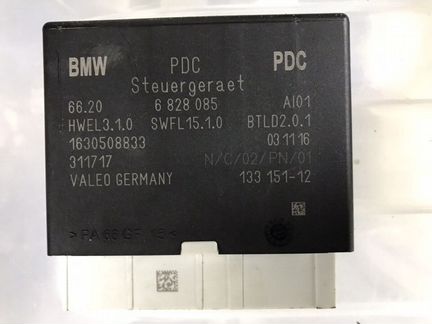 BMW PDC PDC
Steuergeraet
66.20 6 828 085 AI01
HWEL3.1.0 SWFL15.1.0 BTLD2.0.1
1630508833 03 11 16
311717 N/C/02/PN/01
VALEO GERMANY 133 151-12
>PA 66 GF 15<